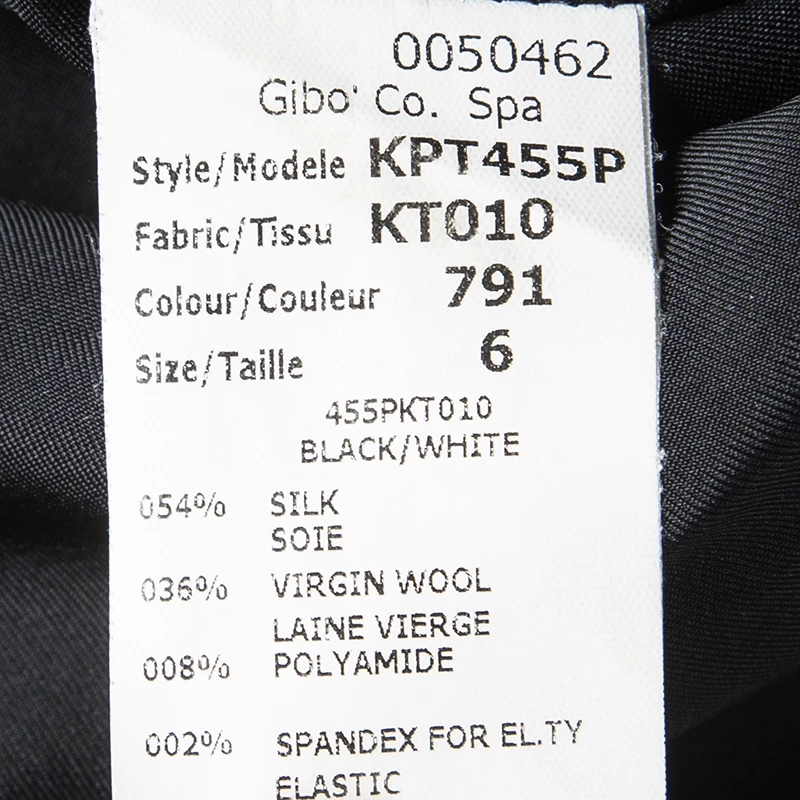 0050462
Gibo' Co. Spa
Style/Modele KPT455P
Fabric/Tissu KT010
Colour/Couleur 791
Size/Taille 6
455PKT010
BLACK/WHITE
054% SILK
SOIE
036% VIRGIN WOOL
LAINE VIERGE
008% POLYAMIDE
002% SPANDEX FOR EL.TY
ELASTIC